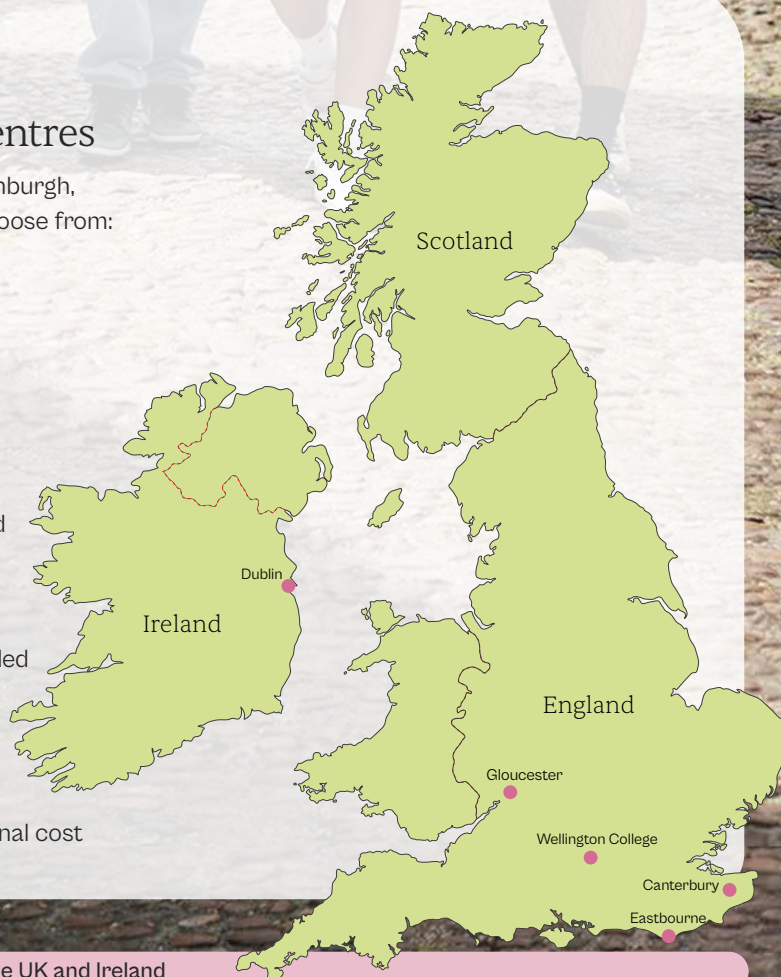 entres
nburgh,
oose from:
d
led
nal cost
e UK and Ireland
Scotland
Dublin
Ireland
England
Gloucester
Wellington College
Canterbury
Eastbourne